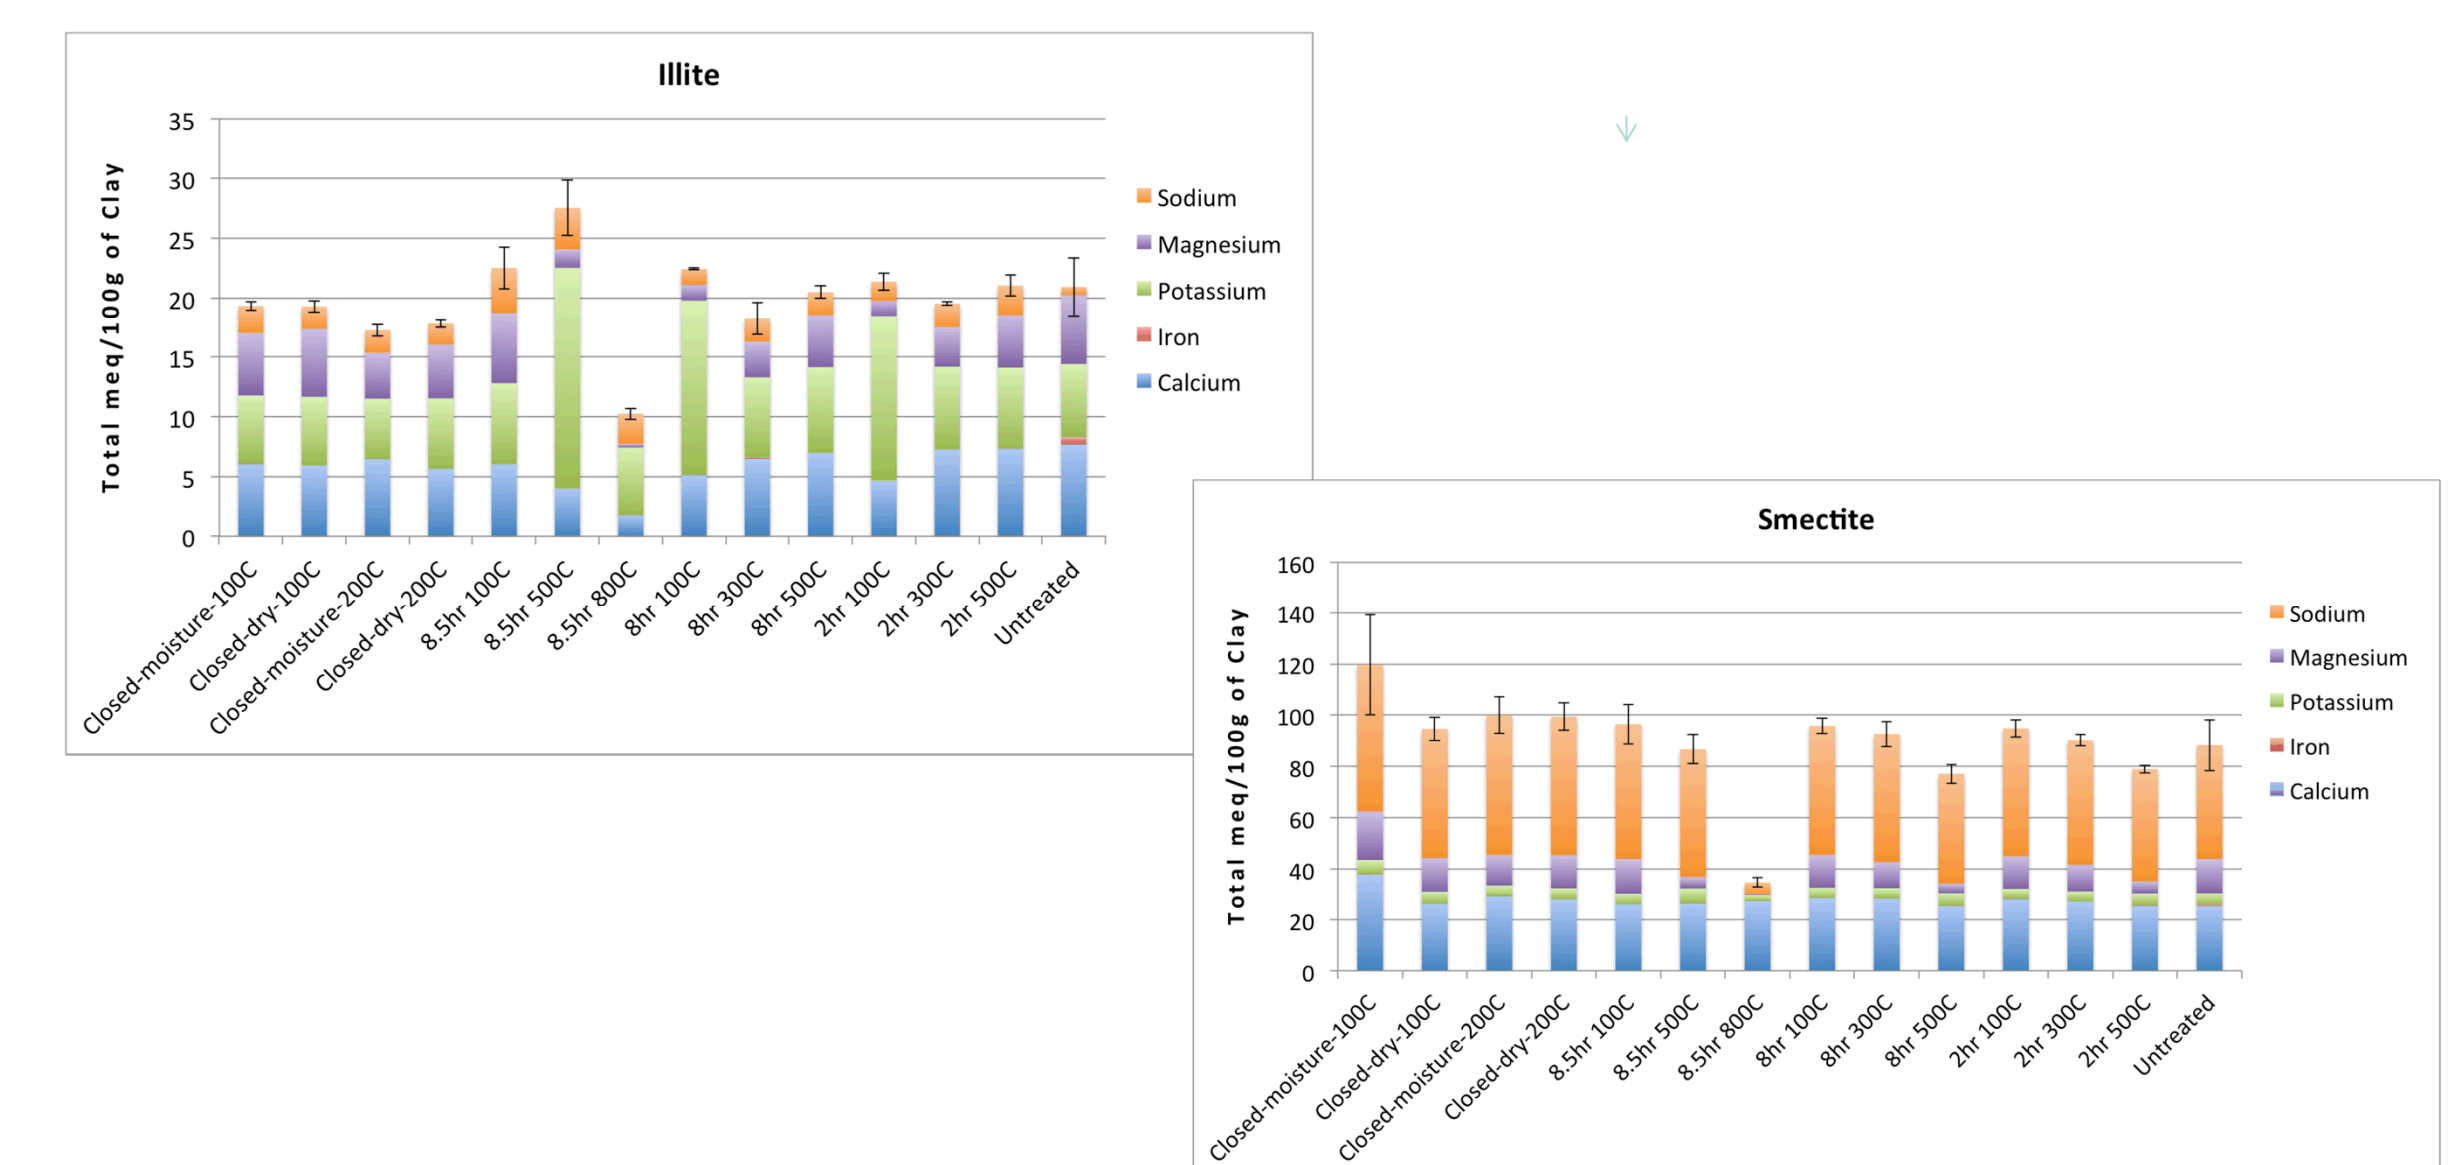 Illite
Total meq/100g of Clay
35
30
25
20
15
10
5
0
Closed-moisture-100C
Closed-dry-100C
Closed-moisture-200C
Closed-dry-200C
8.5hr 100C
8.5hr 500C
8.5hr 800C
8hr 100C
8hr 300C
8hr 500C
2hr 100C
2hr 300C
2hr 500C
Untreated
Sodium
Magnesium
Potassium
Iron
Calcium
Smectite
Total meq/100g of Clay
160
140
120
100
80
60
40
20
0
Closed-moisture-100C
Closed-dry-100C
Closed-moisture-200C
Closed-dry-200C
8.5hr 100C
8.5hr 500C
8.5hr 800C
8hr 100C
8hr 300C
8hr 500C
2hr 100C
2hr 300C
2hr 500C
Untreated
Sodium
Magnesium
Potassium
Iron
Calcium